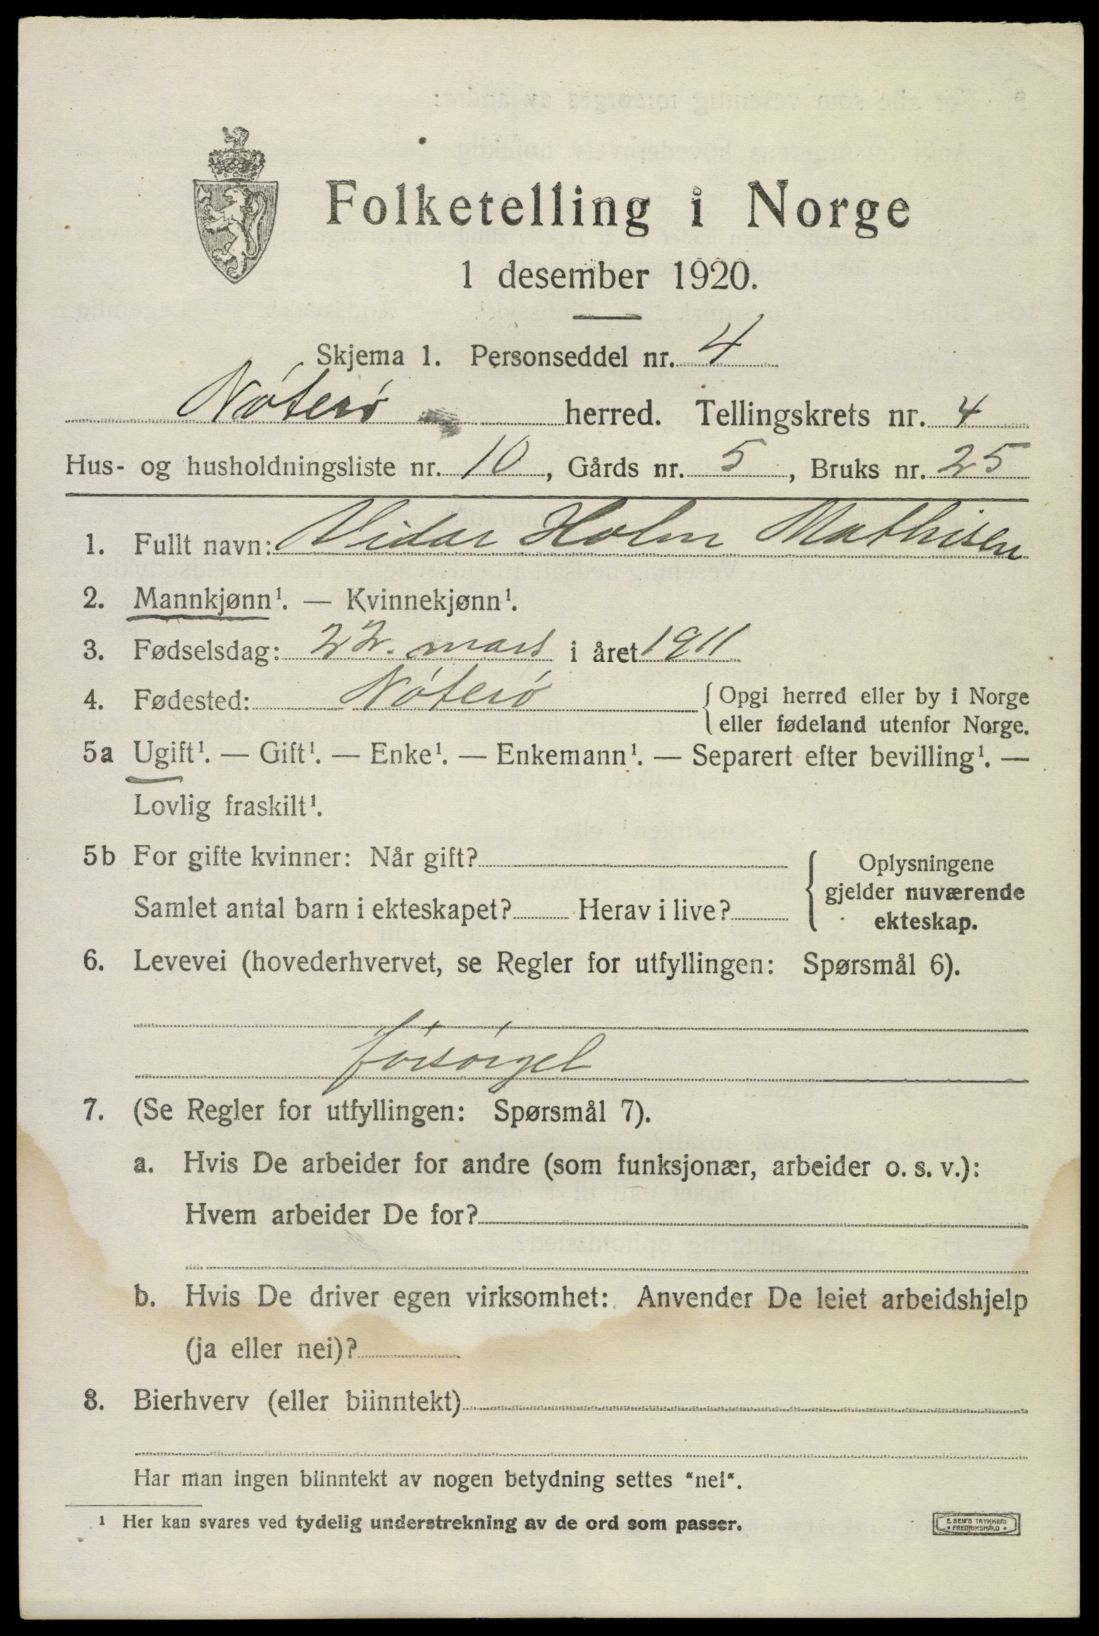 Folketelling i Norge
1 desember 1920.
Skjema 1. Personseddel nr. 4
Nøterø herred. Tellingskrets nr. 4
Hus- og husholdningsliste nr. 10, Gårds nr. 5, Bruks nr. 25
1. Fullt navn: Vidar Holm Mathisen
2. Mannkjønn¹. — Kvinnekjønn¹.
3. Fødselsdag: 22. mars i året 1911
4. Fødested: Nøterø { Opgi herred eller by i Norge
eller fødeland utenfor Norge.
5a Ugift¹. — Gift¹. — Enke¹. — Enkemann¹. — Separert efter bevilling¹. —
Lovlig fraskilt¹.
5b For gifte kvinner: Når gift?
Samlet antal barn i ekteskapet? Herav i live?
{ Oplysningene
gjelder nuværende
ekteskap.
6. Levevei (hovederhvervet, se Regler for utfyllingen: Spørsmål 6).
forsørget
7. (Se Regler for utfyllingen: Spørsmål 7).
a. Hvis De arbeider for andre (som funksjonær, arbeider o. s. v.):
Hvem arbeider De for?
b. Hvis De driver egen virksomhet: Anvender De leiet arbeidshjelp
(ja eller nei)?
8. Bierhverv (eller biinntekt)
Har man ingen biinntekt av nogen betydning settes "nei".
¹ Her kan svares ved tydelig understrekning av de ord som passer.